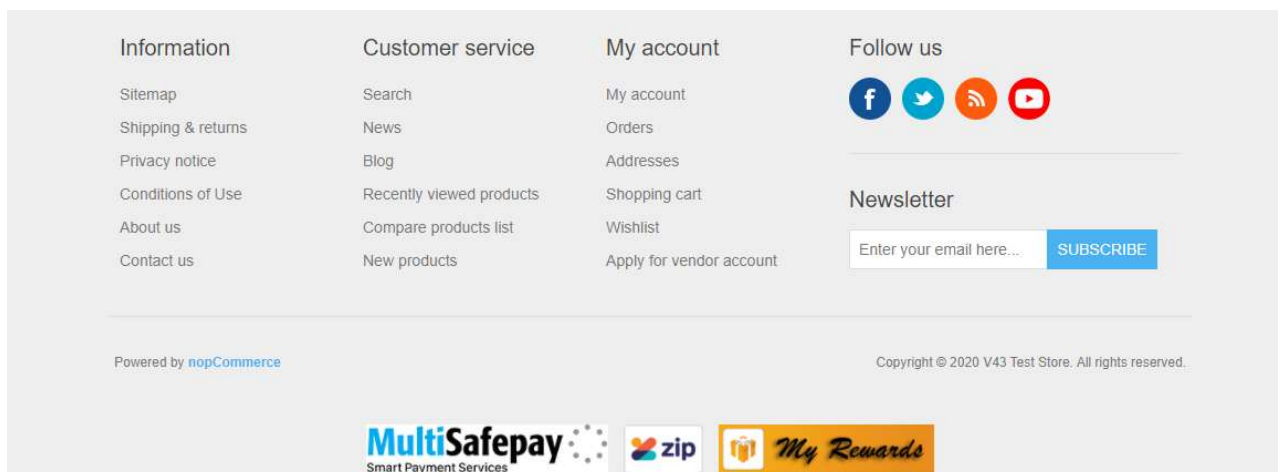 Information
Sitemap
Shipping & returns
Privacy notice
Conditions of Use
About us
Contact us
Customer service
Search
News
Blog
Recently viewed products
Compare products list
New products
My account
My account
Orders
Addresses
Shopping cart
Wishlist
Apply for vendor account
Follow us
f
Newsletter
Enter your email here...
SUBSCRIBE
Powered by nopCommerce
Copyright © 2020 V43 Test Store. All rights reserved.
MultiSafepay
Smart Payment Services
zip
My Rewards